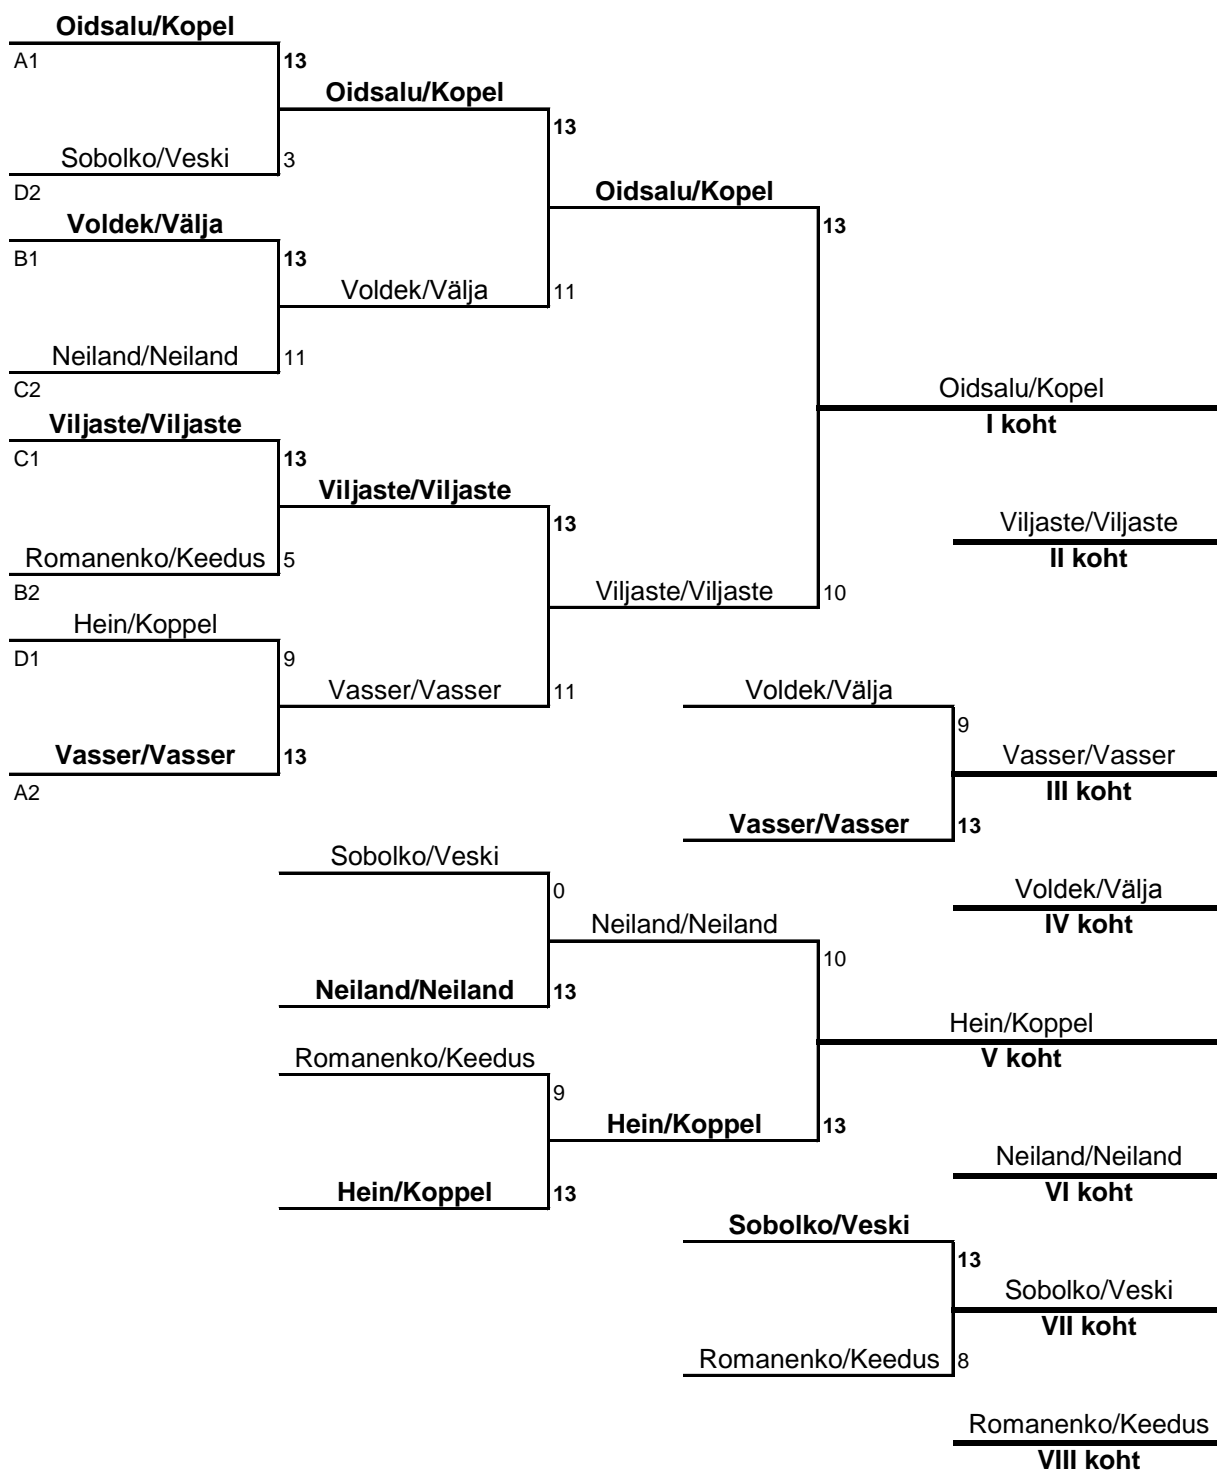 Oidsalu/Kopel
A1
13
Oidsalu/Kopel
13
Sobolko/Veski
3
D2
Oidsalu/Kopel
Voldek/Välja
13
B1
13
Voldek/Välja
11
Neiland/Neiland
11
C2
Oidsalu/Kopel
I koht
Viljaste/Viljaste
C1
13
Viljaste/Viljaste
13
Viljaste/Viljaste
II koht
Romanenko/Keedus
5
B2
Viljaste/Viljaste
10
Hein/Koppel
D1
9
Vasser/Vasser
11
Voldek/Välja
9
Vasser/Vasser
13
Vasser/Vasser
III koht
A2
Vasser/Vasser
13
Sobolko/Veski
0
Voldek/Välja
IV koht
Neiland/Neiland
10
Neiland/Neiland
13
Hein/Koppel
V koht
Romanenko/Keedus
9
Hein/Koppel
13
Neiland/Neiland
VI koht
Hein/Koppel
13
Sobolko/Veski
13
Sobolko/Veski
VII koht
Romanenko/Keedus
8
Romanenko/Keedus
VIII koht